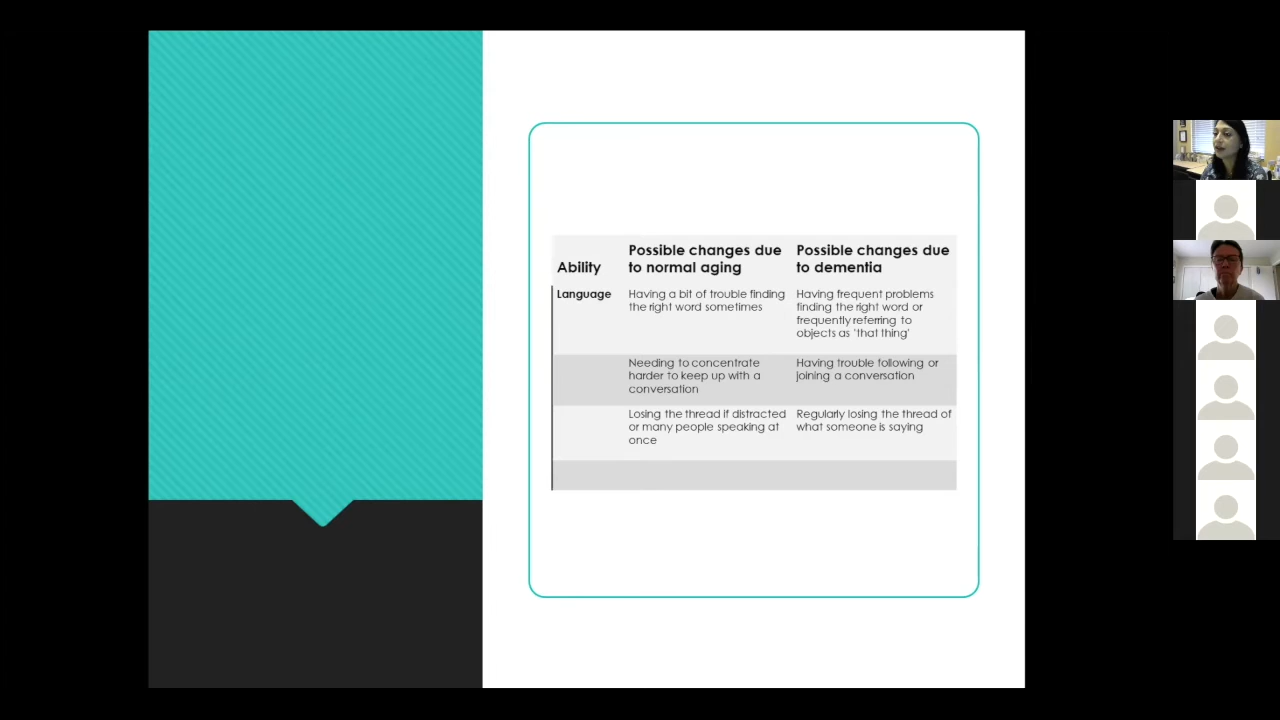 Ability
Possible changes due
to normal aging
Possible changes due
to dementia
Language
Having a bit of trouble finding
the right word sometimes
Having frequent problems
finding the right word or
frequently referring to
objects as 'that thing'
Needing to concentrate
harder to keep up with a
conversation
Having trouble following or
joining a conversation
Losing the thread if distracted
or many people speaking at
once
Regularly losing the thread of
what someone is saying